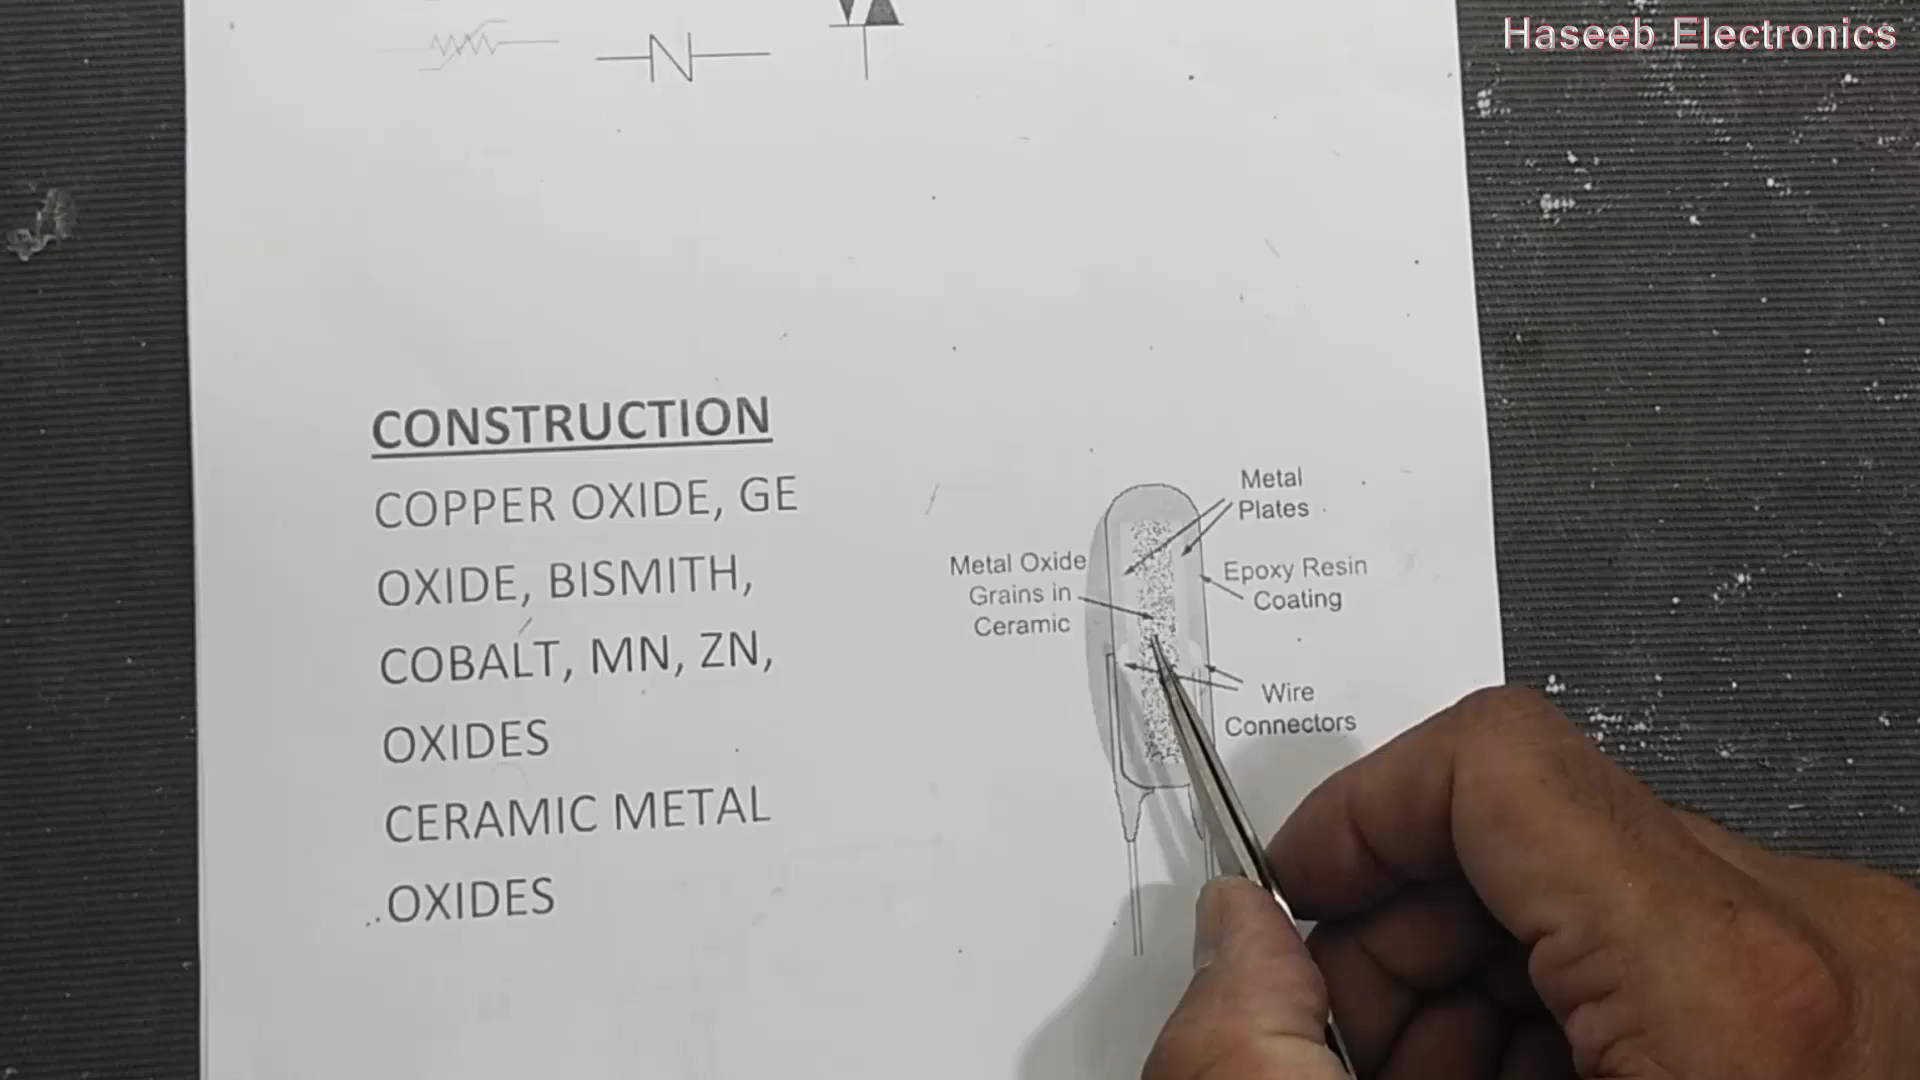 Haseeb Electronics
CONSTRUCTION
COPPER OXIDE, GE
OXIDE, BISMITH,
COBALT, MN, ZN,
OXIDES
CERAMIC METAL
OXIDES
Metal
Plates
Metal Oxide
Grains in
Ceramic
Epoxy Resin
Coating
Wire
Connectors